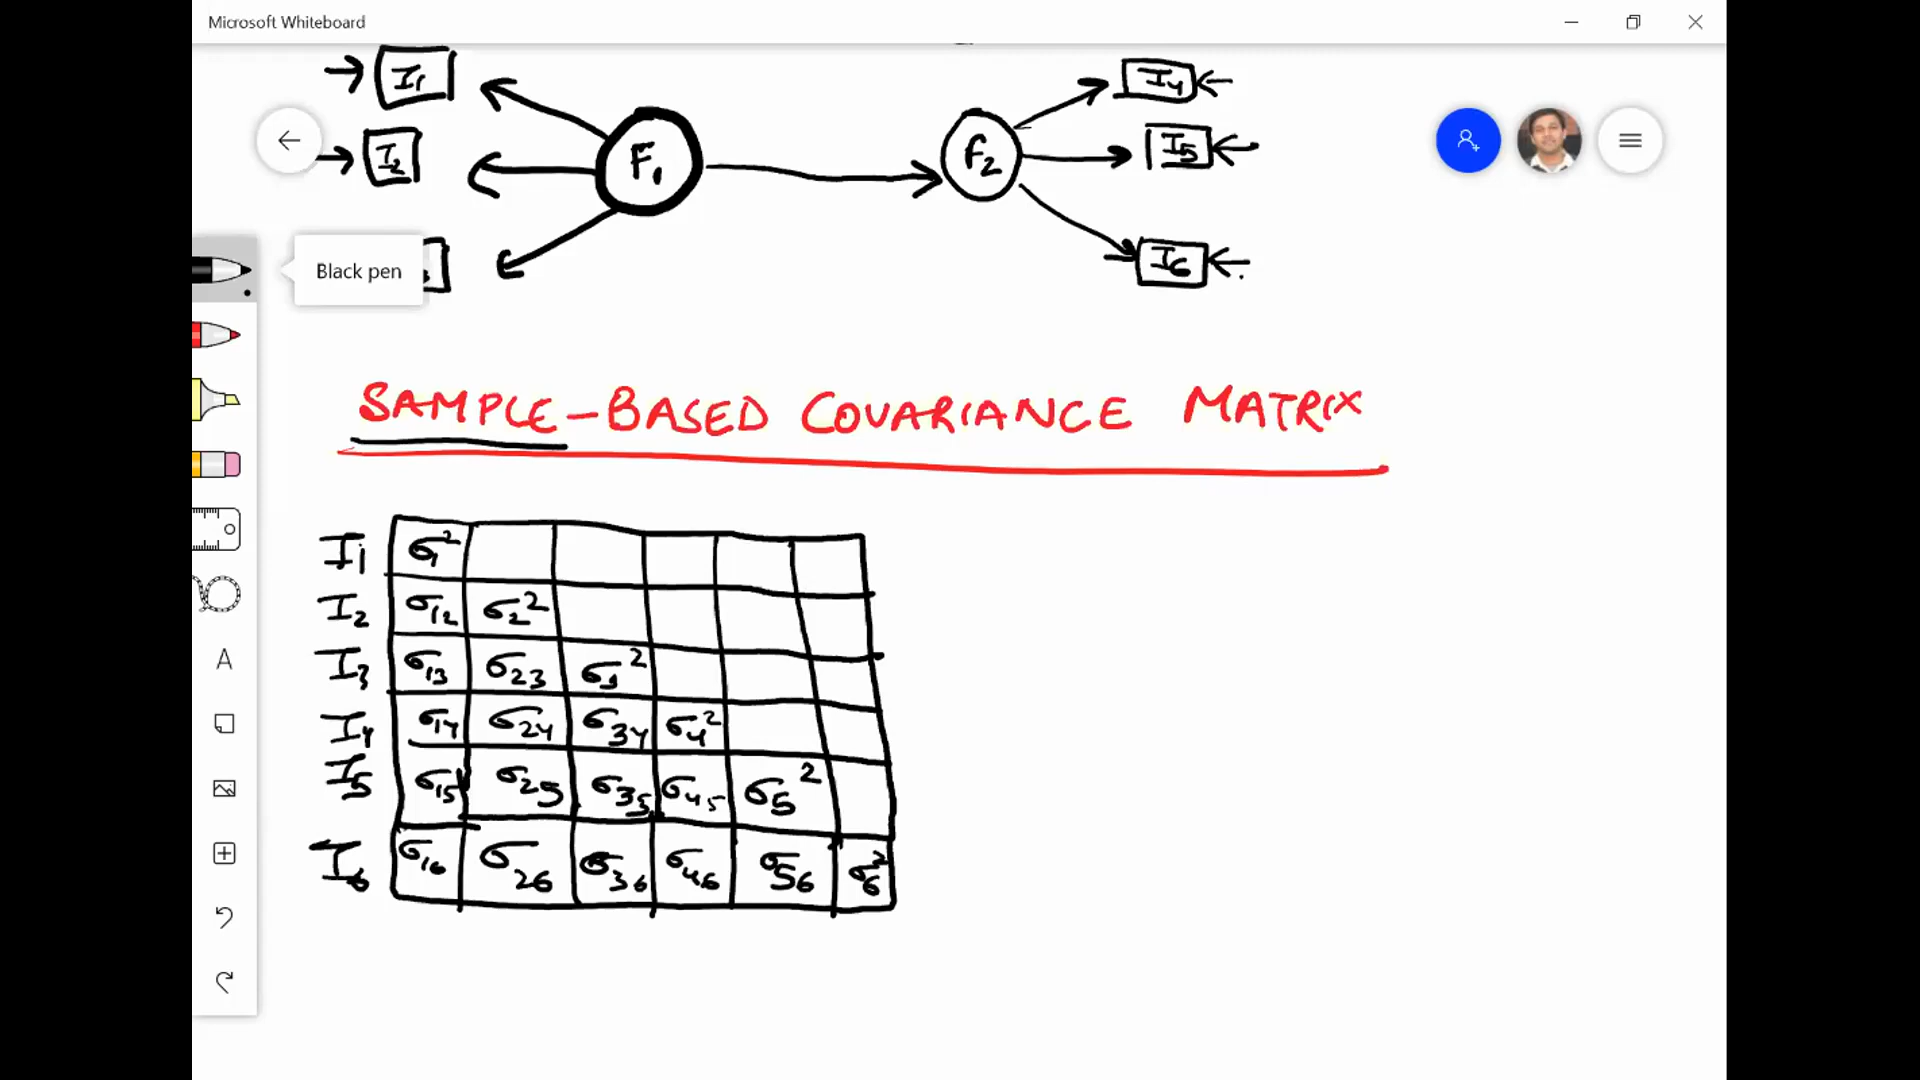 Microsoft Whiteboard
I1 I4
I2 F1 F2 I5
Black pen I6
SAMPLE-BASED COVARIANCE MATRIX
I1 σ1²
I2 σ12 σ2²
I3 σ13 σ23 σ3²
I4 σ14 σ24 σ34 σ4²
I5 σ15 σ25 σ35 σ45 σ5²
I6 σ16 σ26 σ36 σ46 σ56 σ6²
A